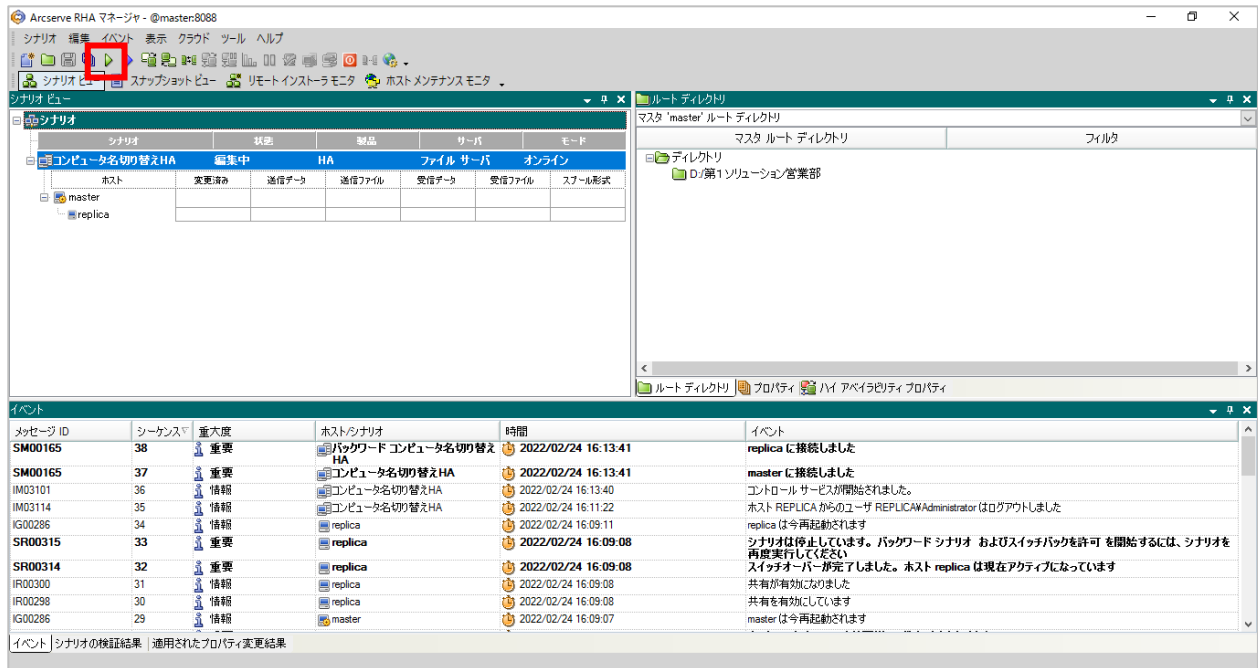 Arcserve RHA マネージャ - @master:8088
シナリオ 編集 イベント 表示 クラウド ツール ヘルプ
シナリオ ビュー スナップショット ビュー リモート インストーラ モニタ ホスト メンテナンス モニタ
シナリオ ビュー
シナリオ
シナリオ 状態 製品 サーバ モード
コンピュータ名切り替えHA 編集中 HA ファイル サーバ オンライン
ホスト 変更済み 送信データ 送信ファイル 受信データ 受信ファイル スプール形式
master
replica
ルート ディレクトリ
マスタ 'master' ルート ディレクトリ
マスタ ルート ディレクトリ フィルタ
ディレクトリ
D:/第1ソリューション営業部
ルート ディレクトリ プロパティ ハイ アベイラビリティ プロパティ
イベント
メッセージ ID シーケンス 重大度 ホスト/シナリオ 時間 イベント
SM00165 38 重要 バックワード コンピュータ名切り替えHA 2022/02/24 16:13:41 replica に接続しました
SM00165 37 重要 コンピュータ名切り替えHA 2022/02/24 16:13:41 master に接続しました
IM03101 36 情報 コンピュータ名切り替えHA 2022/02/24 16:13:40 コントロール サービスが開始されました。
IM03114 35 情報 コンピュータ名切り替えHA 2022/02/24 16:11:22 ホスト REPLICA からのユーザ REPLICA¥Administrator はログアウトしました
IG00286 34 情報 replica 2022/02/24 16:09:11 replica は今再起動されます
SR00315 33 重要 replica 2022/02/24 16:09:08 シナリオは停止しています。バックワード シナリオ およびスイッチバックを許可 を開始するには、シナリオを再度実行してください
SR00314 32 重要 replica 2022/02/24 16:09:08 スイッチオーバーが完了しました。ホスト replica は現在アクティブになっています
IR00300 31 情報 replica 2022/02/24 16:09:08 共有が有効になりました
IR00298 30 情報 replica 2022/02/24 16:09:08 共有を有効にしています
IG00286 29 情報 master 2022/02/24 16:09:07 master は今再起動されます
イベント シナリオの検証結果 適用されたプロパティ変更結果